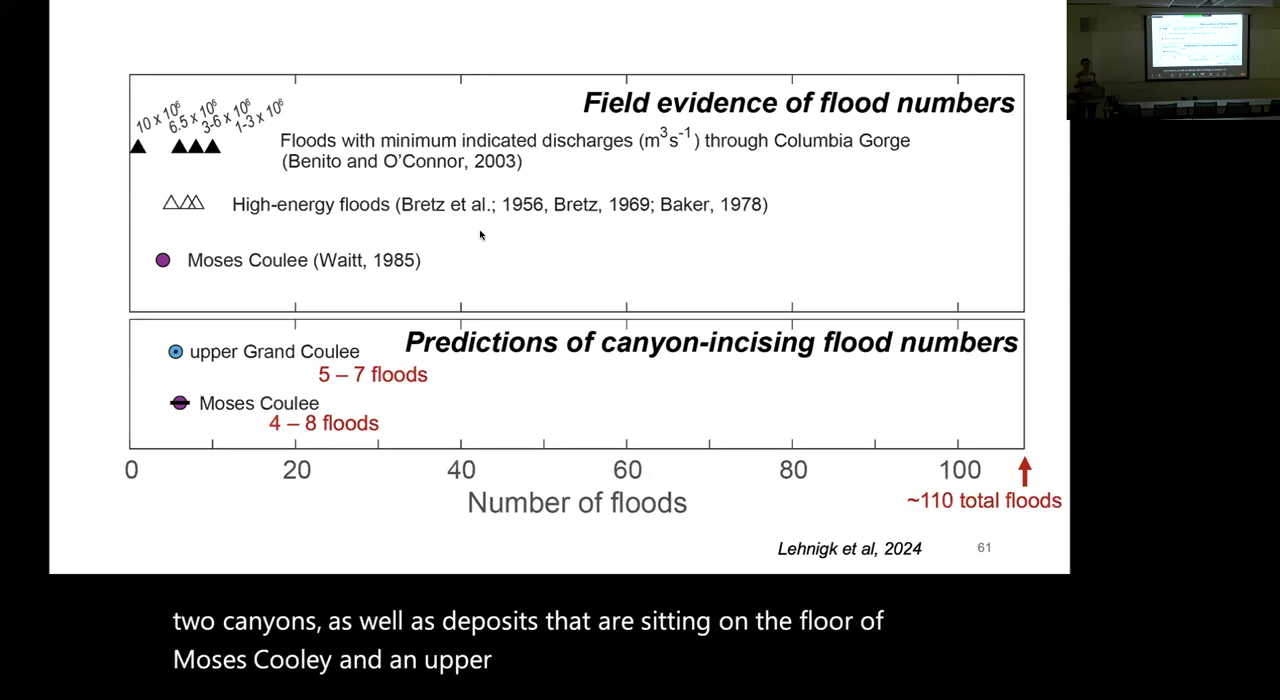 Field evidence of flood numbers
10 x 10⁶
6.5 x 10⁶
3-6 x 10⁶
1-3 x 10⁶
Floods with minimum indicated discharges (m³s⁻¹) through Columbia Gorge
(Benito and O'Connor, 2003)
High-energy floods (Bretz et al.; 1956, Bretz, 1969; Baker, 1978)
Moses Coulee (Waitt, 1985)
Predictions of canyon-incising flood numbers
upper Grand Coulee
5 – 7 floods
Moses Coulee
4 – 8 floods
0 20 40 60 80 100
Number of floods
~110 total floods
Lehnigk et al, 2024
61
two canyons, as well as deposits that are sitting on the floor of
Moses Cooley and an upper